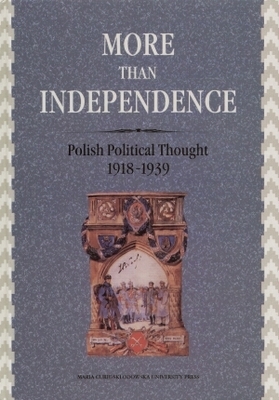 MORE
THAN
INDEPENDENCE
Polish Political Thought
1918-1939
MARIA CURIE-SKŁODOWSKA UNIVERSITY PRESS